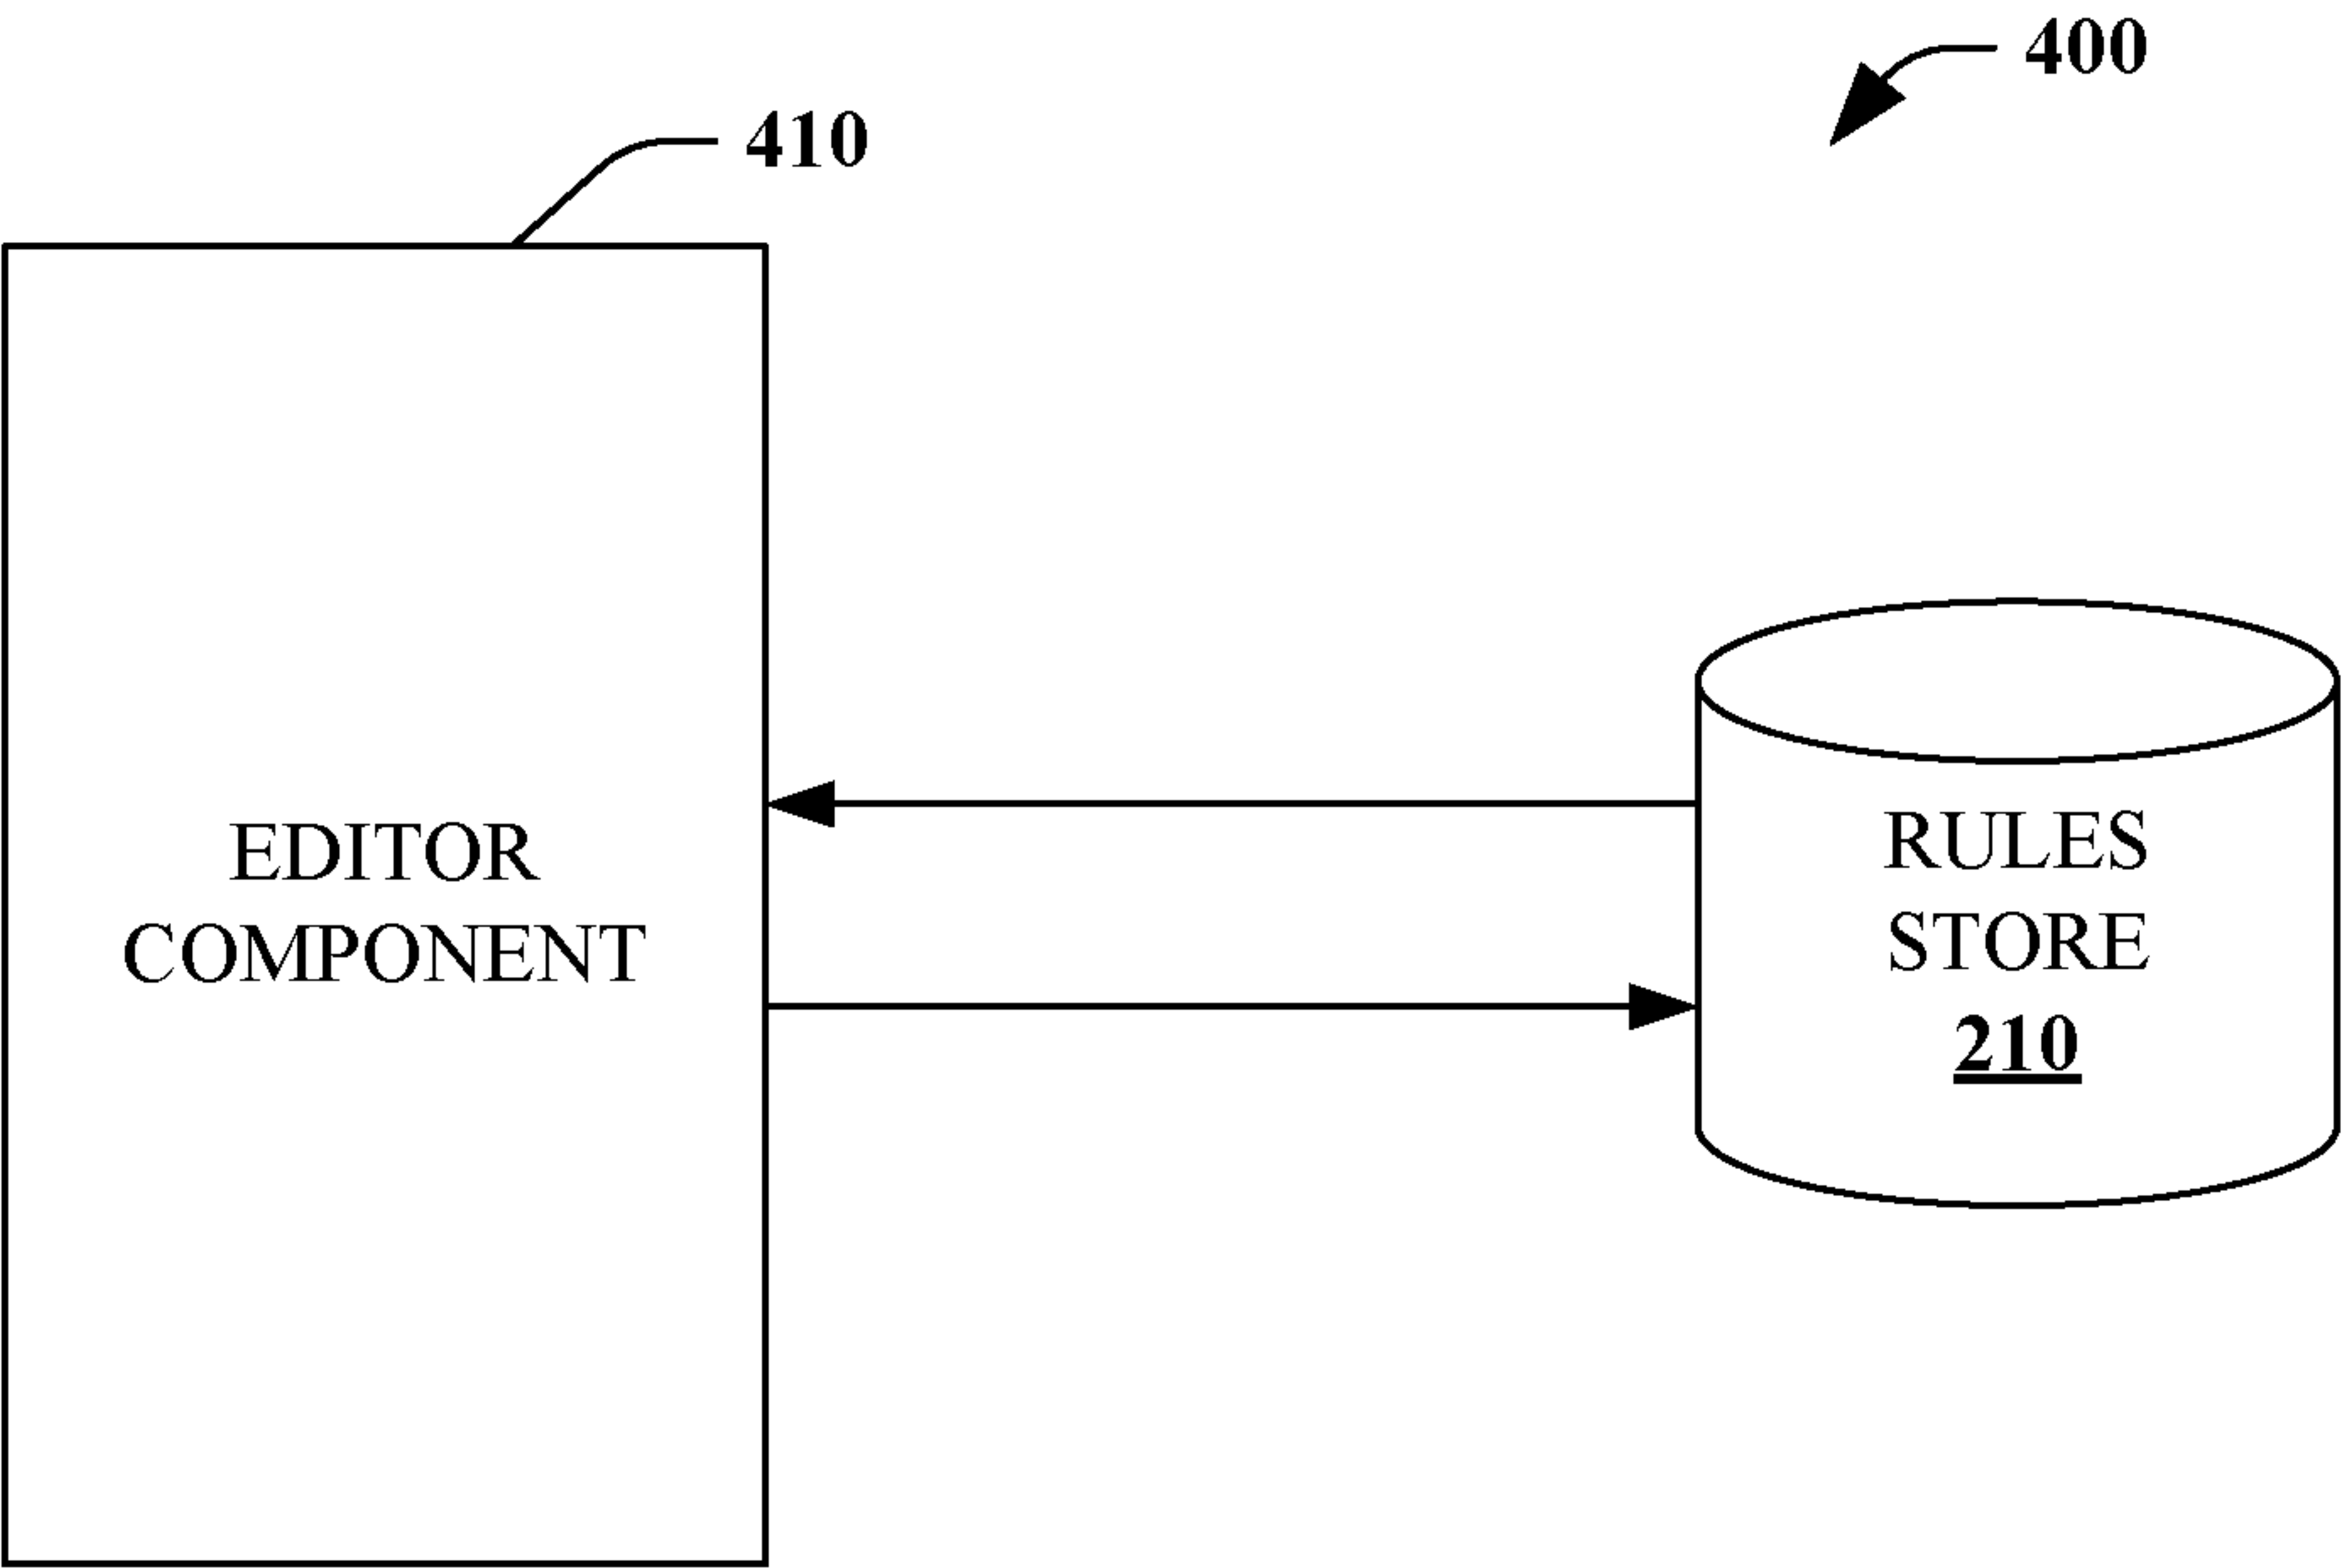 400
410
EDITOR
COMPONENT
RULES
STORE
210